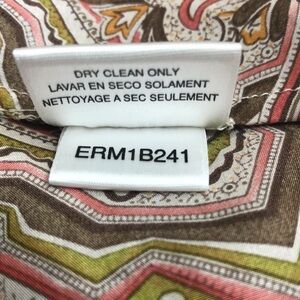 DRY CLEAN ONLY
LAVAR EN SECO SOLAMENT
NETTOYAGE A SEC SEULEMENT
ERM1B241